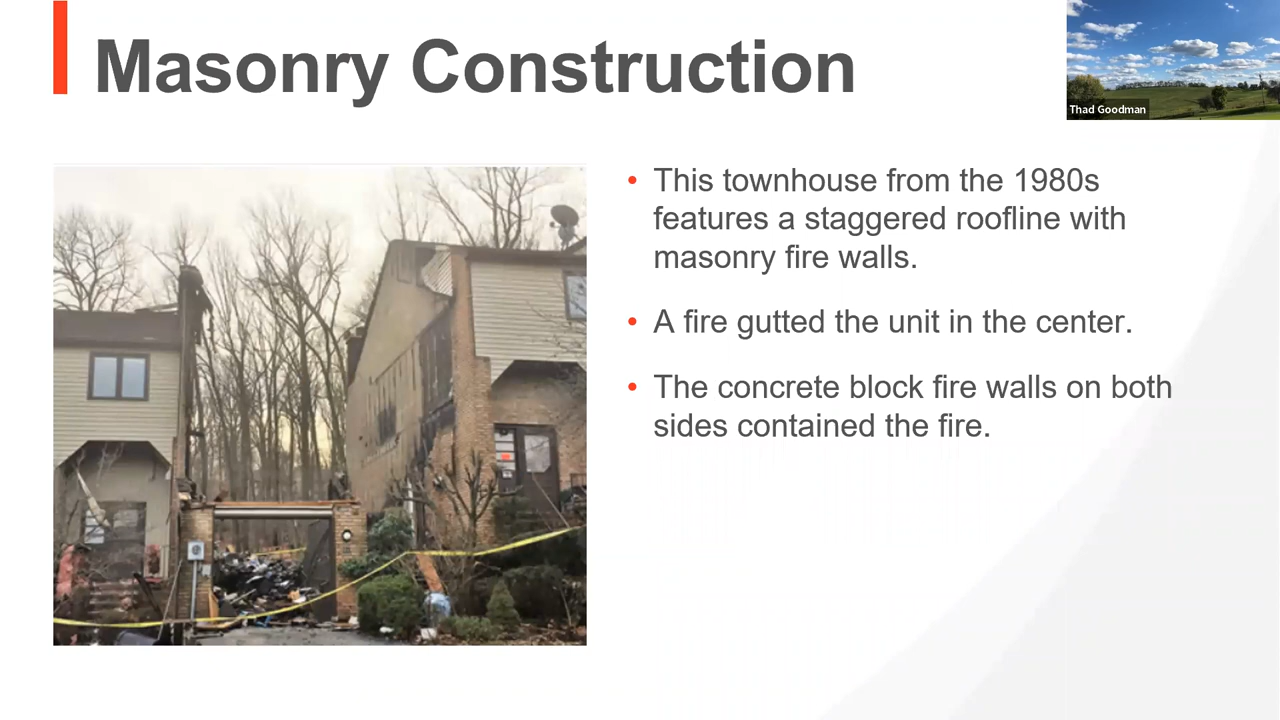 Masonry Construction
Thad Goodman
• This townhouse from the 1980s
features a staggered roofline with
masonry fire walls.
• A fire gutted the unit in the center.
• The concrete block fire walls on both
sides contained the fire.